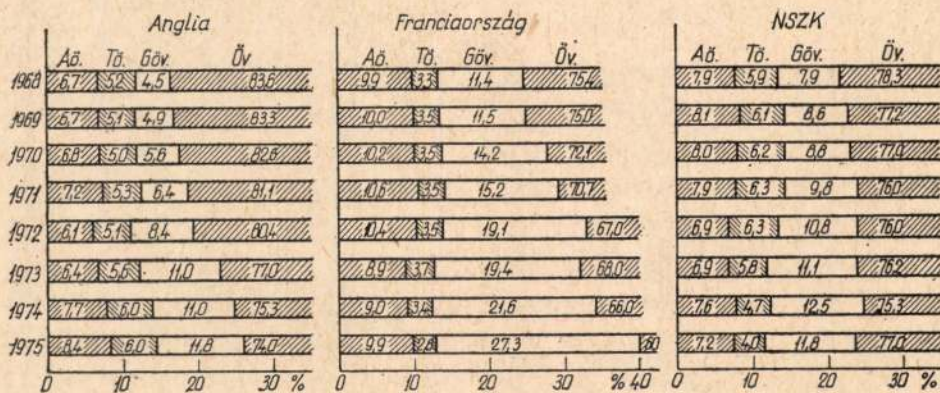 Anglia Franciaország NSZK
Aö. Tö. Göv. Öv Aö. Tö. Göv. Öv. Aö. Tö. Göv. Öv.
1968 6,7 5,2 4,5 83,6 9,9 3,3 11,4 75,4 7,9 5,9 7,9 78,3
1969 6,7 5,1 4,9 83,3 10,0 3,5 11,5 75,0 8,1 6,1 8,6 77,2
1970 6,8 5,0 5,6 82,6 10,2 3,5 14,2 72,1 8,0 6,2 8,8 77,0
1971 7,2 5,3 6,4 81,1 10,6 3,5 15,2 70,7 7,9 6,3 9,8 76,0
1972 6,1 5,1 8,4 80,4 10,4 3,5 19,1 67,0 6,9 6,3 10,8 76,0
1973 6,4 5,6 11,0 77,0 8,9 3,7 19,4 68,0 6,9 5,8 11,1 76,2
1974 7,7 6,0 11,0 75,3 9,0 3,4 21,6 66,0 7,6 4,7 12,5 75,3
1975 8,4 6,0 11,8 74,0 9,9 2,8 27,3 60 7,2 4,0 11,8 77,0
0 10 20 30 % 0 10 20 30 % 40 0 10 20 30 %